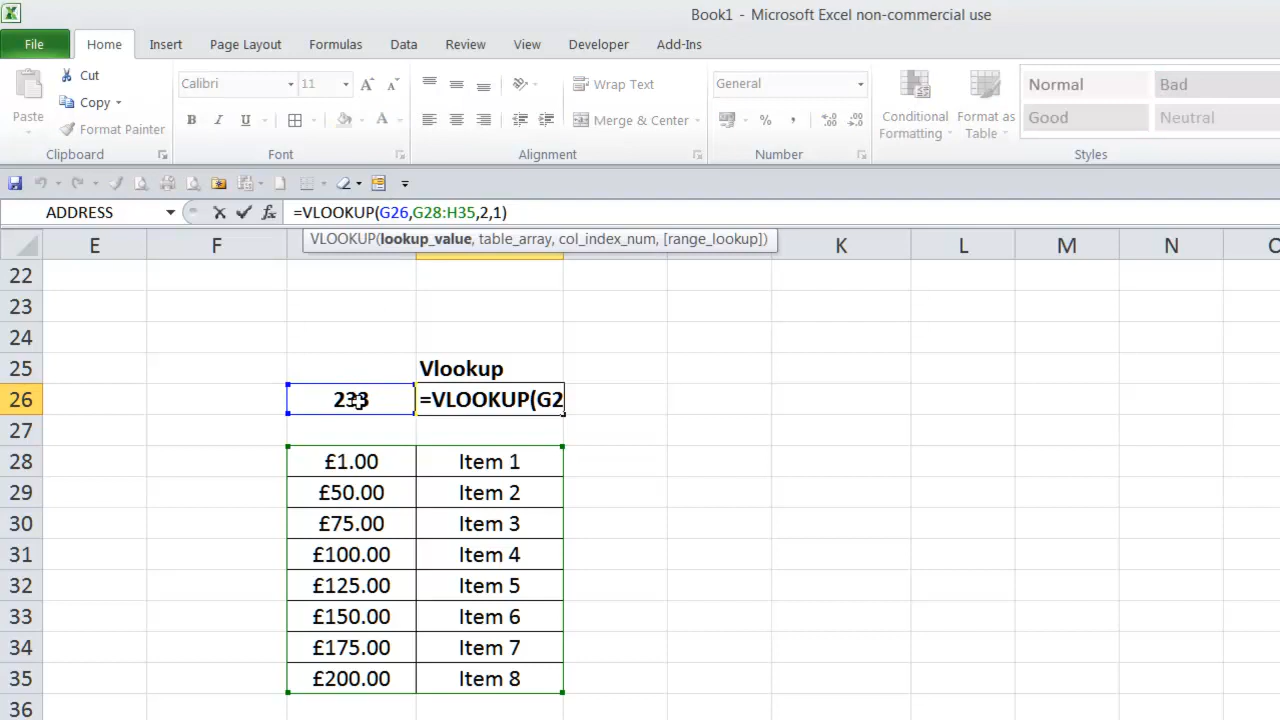 Book1 - Microsoft Excel non-commercial use
File Home Insert Page Layout Formulas Data Review View Developer Add-Ins
Cut
Calibri 11 A A Wrap Text General Normal Bad
Copy
Paste Format Painter B I U A Merge & Center % , .00 Conditional Formatting Format as Table Good Neutral
Clipboard Font Alignment Number Styles
ADDRESS fx =VLOOKUP(G26,G28:H35,2,1)
VLOOKUP(lookup_value, table_array, col_index_num, [range_lookup])
E F K L M N
22
23
24
25 Vlookup
26 233 =VLOOKUP(G2
27
28 £1.00 Item 1
29 £50.00 Item 2
30 £75.00 Item 3
31 £100.00 Item 4
32 £125.00 Item 5
33 £150.00 Item 6
34 £175.00 Item 7
35 £200.00 Item 8
36